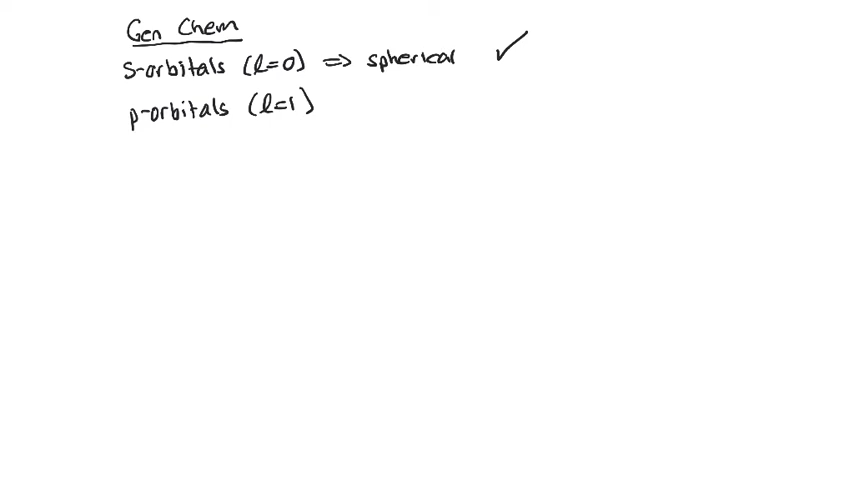 Gen Chem
s-orbitals (l=0) => spherical ✓
p-orbitals (l=1)